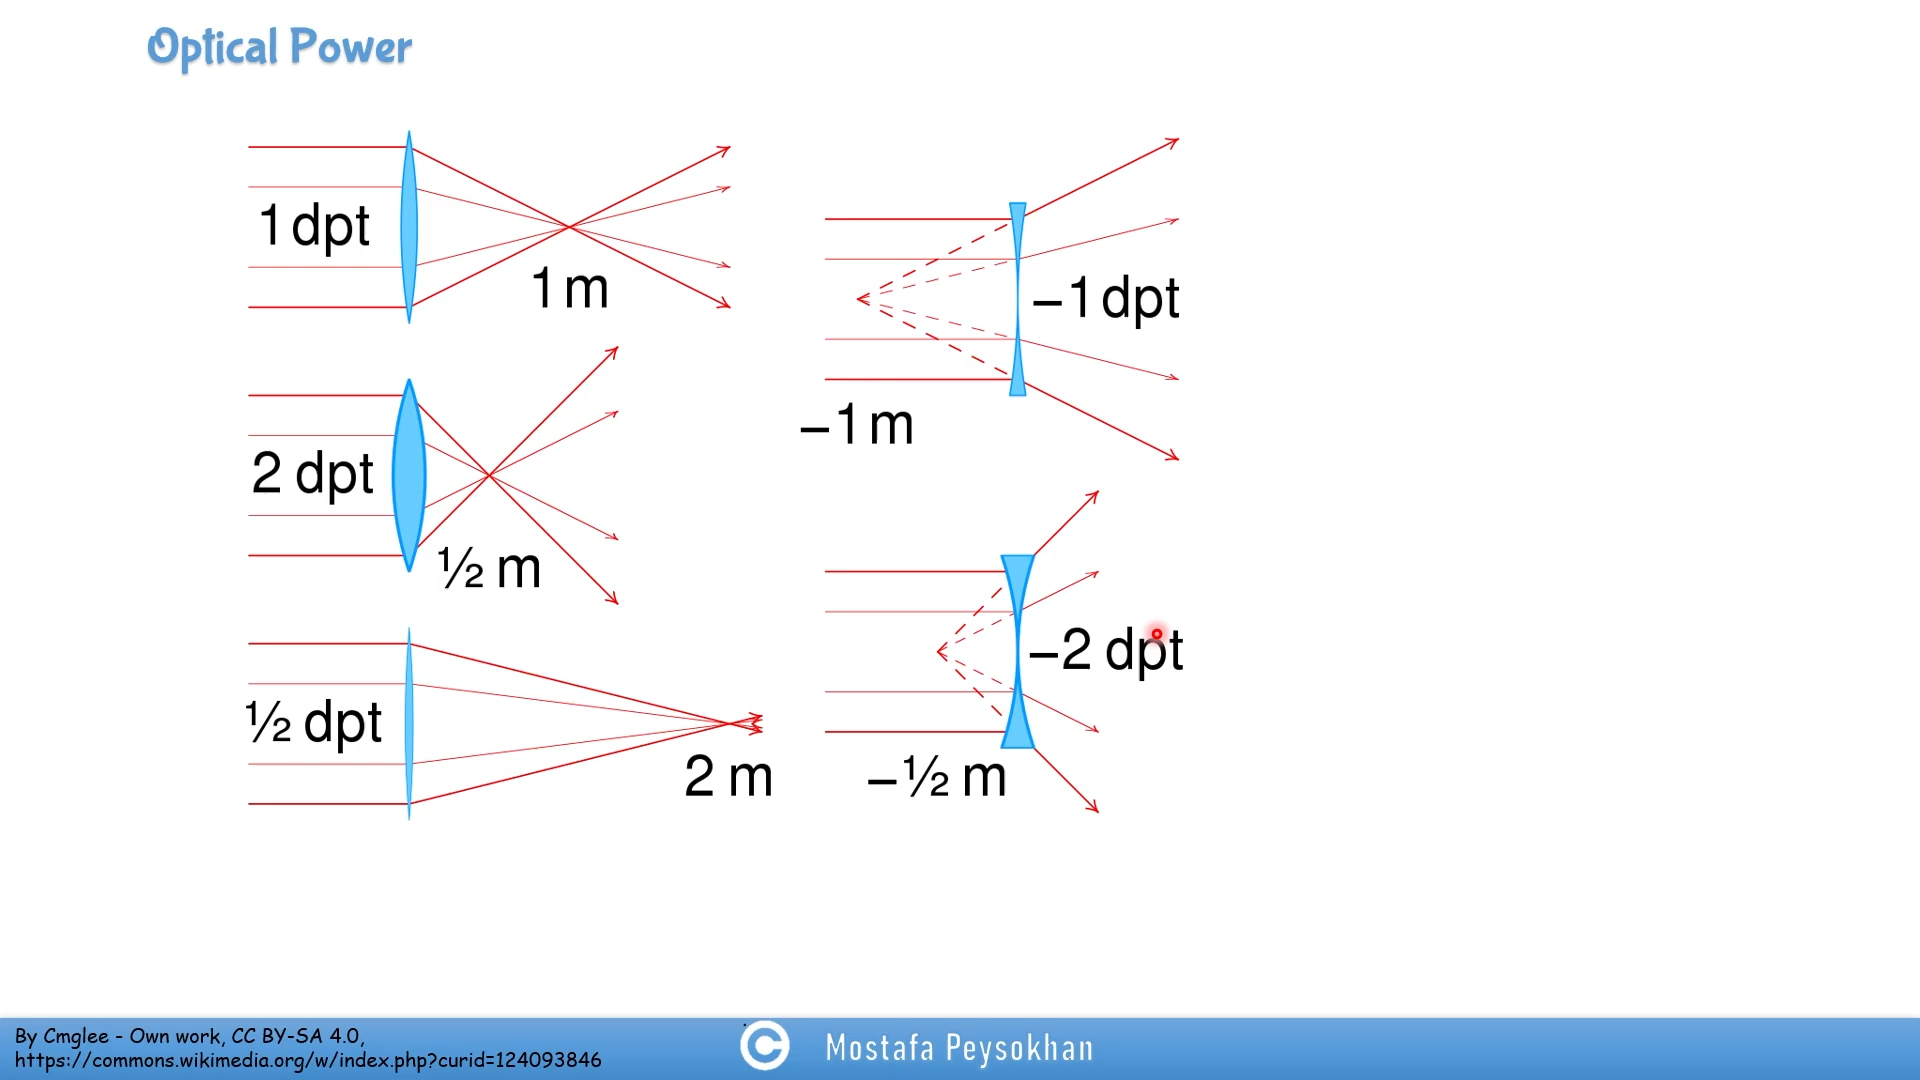 Optical Power
1 dpt
1 m
2 dpt
½ m
½ dpt
2 m
−1 dpt
−1 m
−2 dpt
−½ m
By Cmglee - Own work, CC BY-SA 4.0,
https://commons.wikimedia.org/w/index.php?curid=124093846
© Mostafa Peysokhan